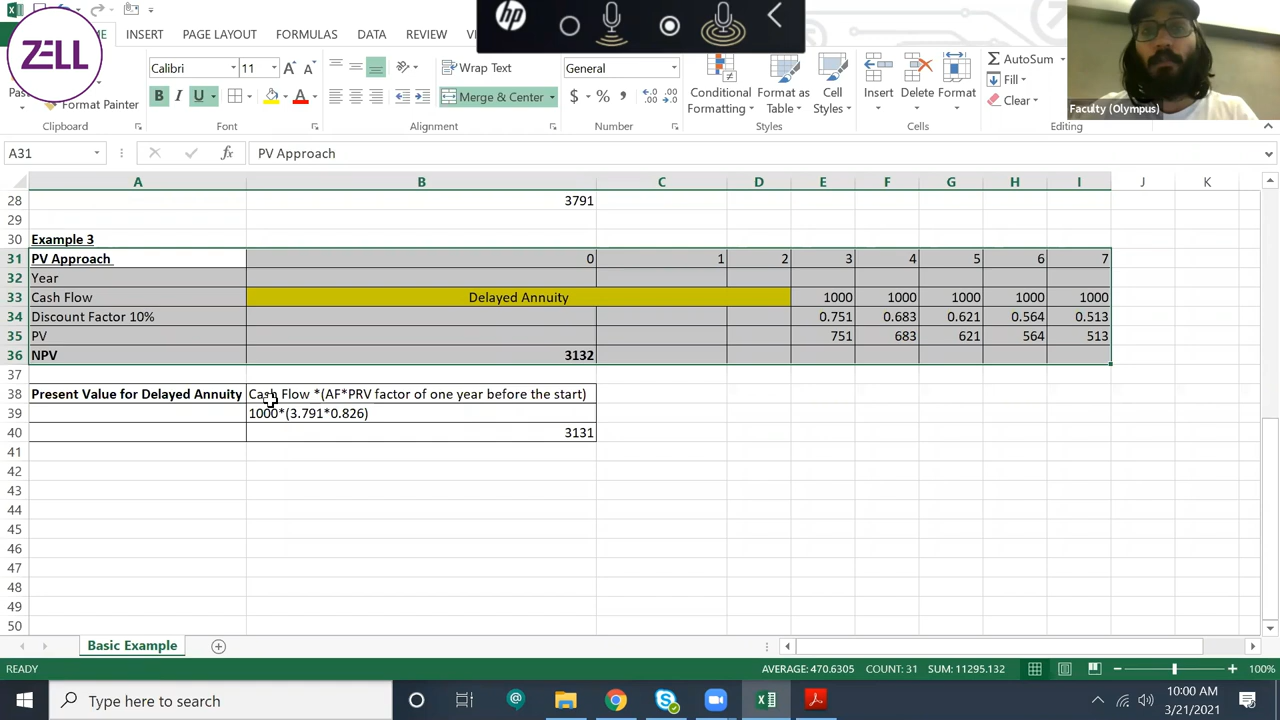 hp
ZELL
INSERT PAGE LAYOUT FORMULAS DATA REVIEW
Calibri 11 Wrap Text General AutoSum
B I U Merge & Center $ % , Conditional Formatting Format as Table Cell Styles Insert Delete Format Fill
Format Painter Clear
Clipboard Font Alignment Number Styles Cells Editing
Faculty (Olympus)
A31 fx PV Approach
A B C D E F G H I J K
28 3791
29
30 Example 3
31 PV Approach 0 1 2 3 4 5 6 7
32 Year
33 Cash Flow Delayed Annuity 1000 1000 1000 1000 1000
34 Discount Factor 10% 0.751 0.683 0.621 0.564 0.513
35 PV 751 683 621 564 513
36 NPV 3132
37
38 Present Value for Delayed Annuity Cash Flow *(AF*PRV factor of one year before the start)
39 1000*(3.791*0.826)
40 3131
41
42
43
44
45
46
47
48
49
50
Basic Example
READY AVERAGE: 470.6305 COUNT: 31 SUM: 11295.132 100%
Type here to search 10:00 AM
3/21/2021